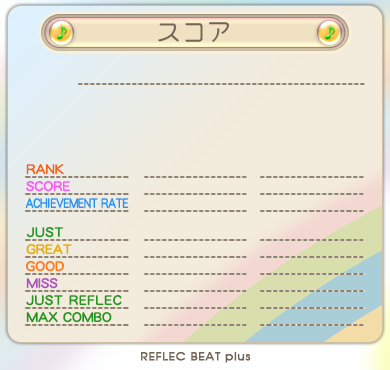 スコア
RANK
SCORE
ACHIEVEMENT RATE
JUST
GREAT
GOOD
MISS
JUST REFLEC
MAX COMBO
REFLEC BEAT plus